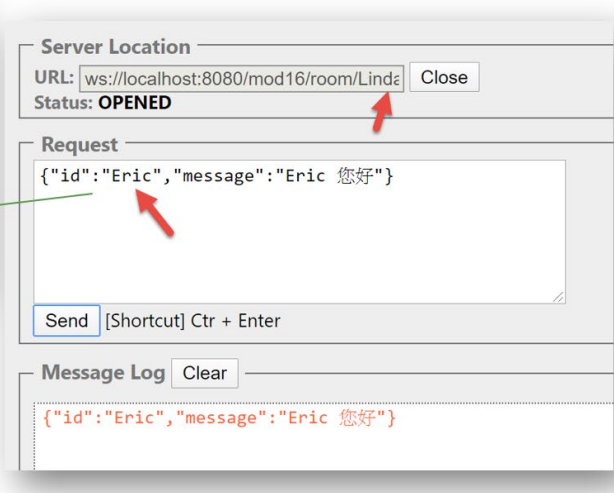 Server Location
URL: ws://localhost:8080/mod16/room/Linda Close
Status: OPENED
Request
{"id":"Eric","message":"Eric 您好"}
Send [Shortcut] Ctr + Enter
Message Log Clear
{"id":"Eric","message":"Eric 您好"}